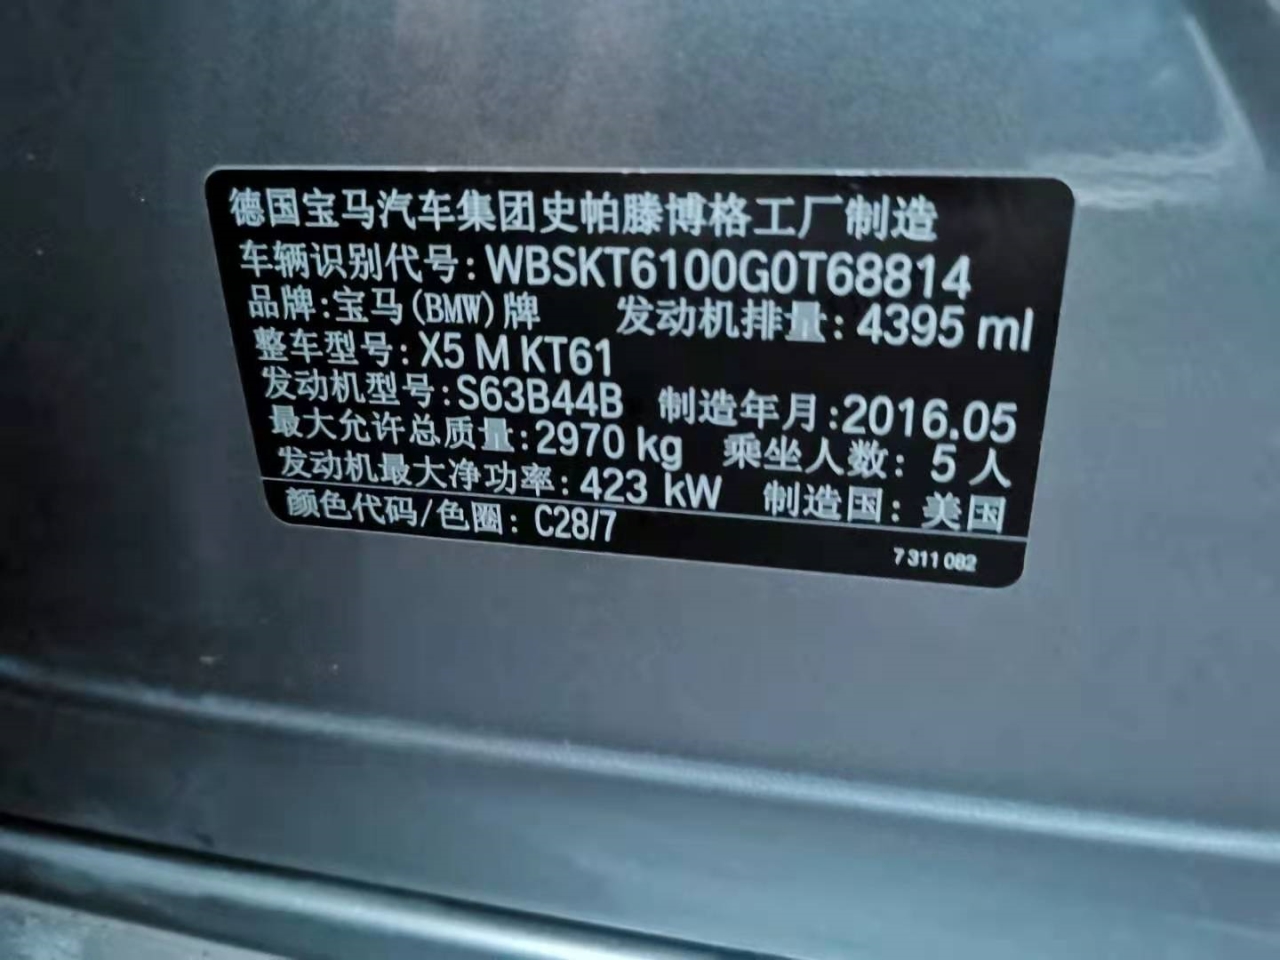 德国宝马汽车集团史帕滕博格工厂制造
车辆识别代号: WBSKT6100G0T68814
品牌:宝马(BMW)牌 发动机排量: 4395 ml
整车型号: X5 M KT61
发动机型号: S63B44B 制造年月:2016.05
最大允许总质量:2970 kg 乘坐人数: 5 人
发动机最大净功率: 423 kW 制造国: 美国
颜色代码/色圈: C28/7
7 311 082